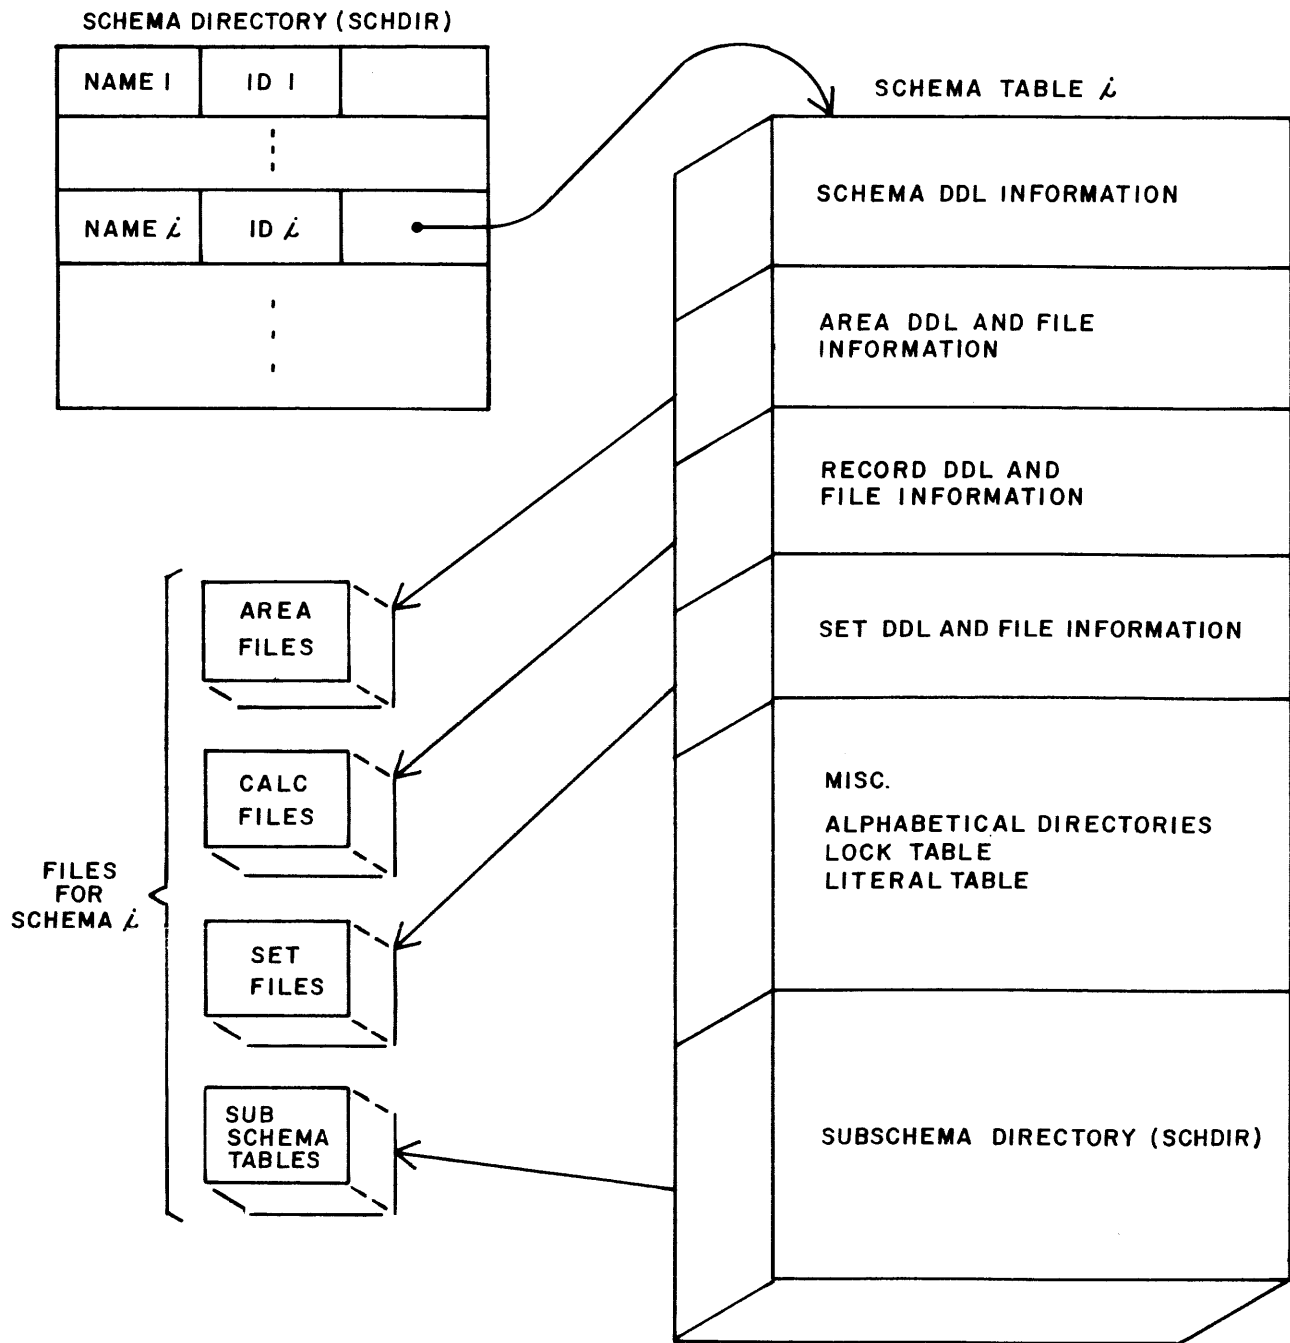 SCHEMA DIRECTORY (SCHDIR)
NAME 1 ID 1
NAME i ID i
SCHEMA TABLE i
SCHEMA DDL INFORMATION
AREA DDL AND FILE
INFORMATION
RECORD DDL AND
FILE INFORMATION
SET DDL AND FILE INFORMATION
MISC.
ALPHABETICAL DIRECTORIES
LOCK TABLE
LITERAL TABLE
SUBSCHEMA DIRECTORY (SCHDIR)
FILES
FOR
SCHEMA i
AREA
FILES
CALC
FILES
SET
FILES
SUB
SCHEMA
TABLES